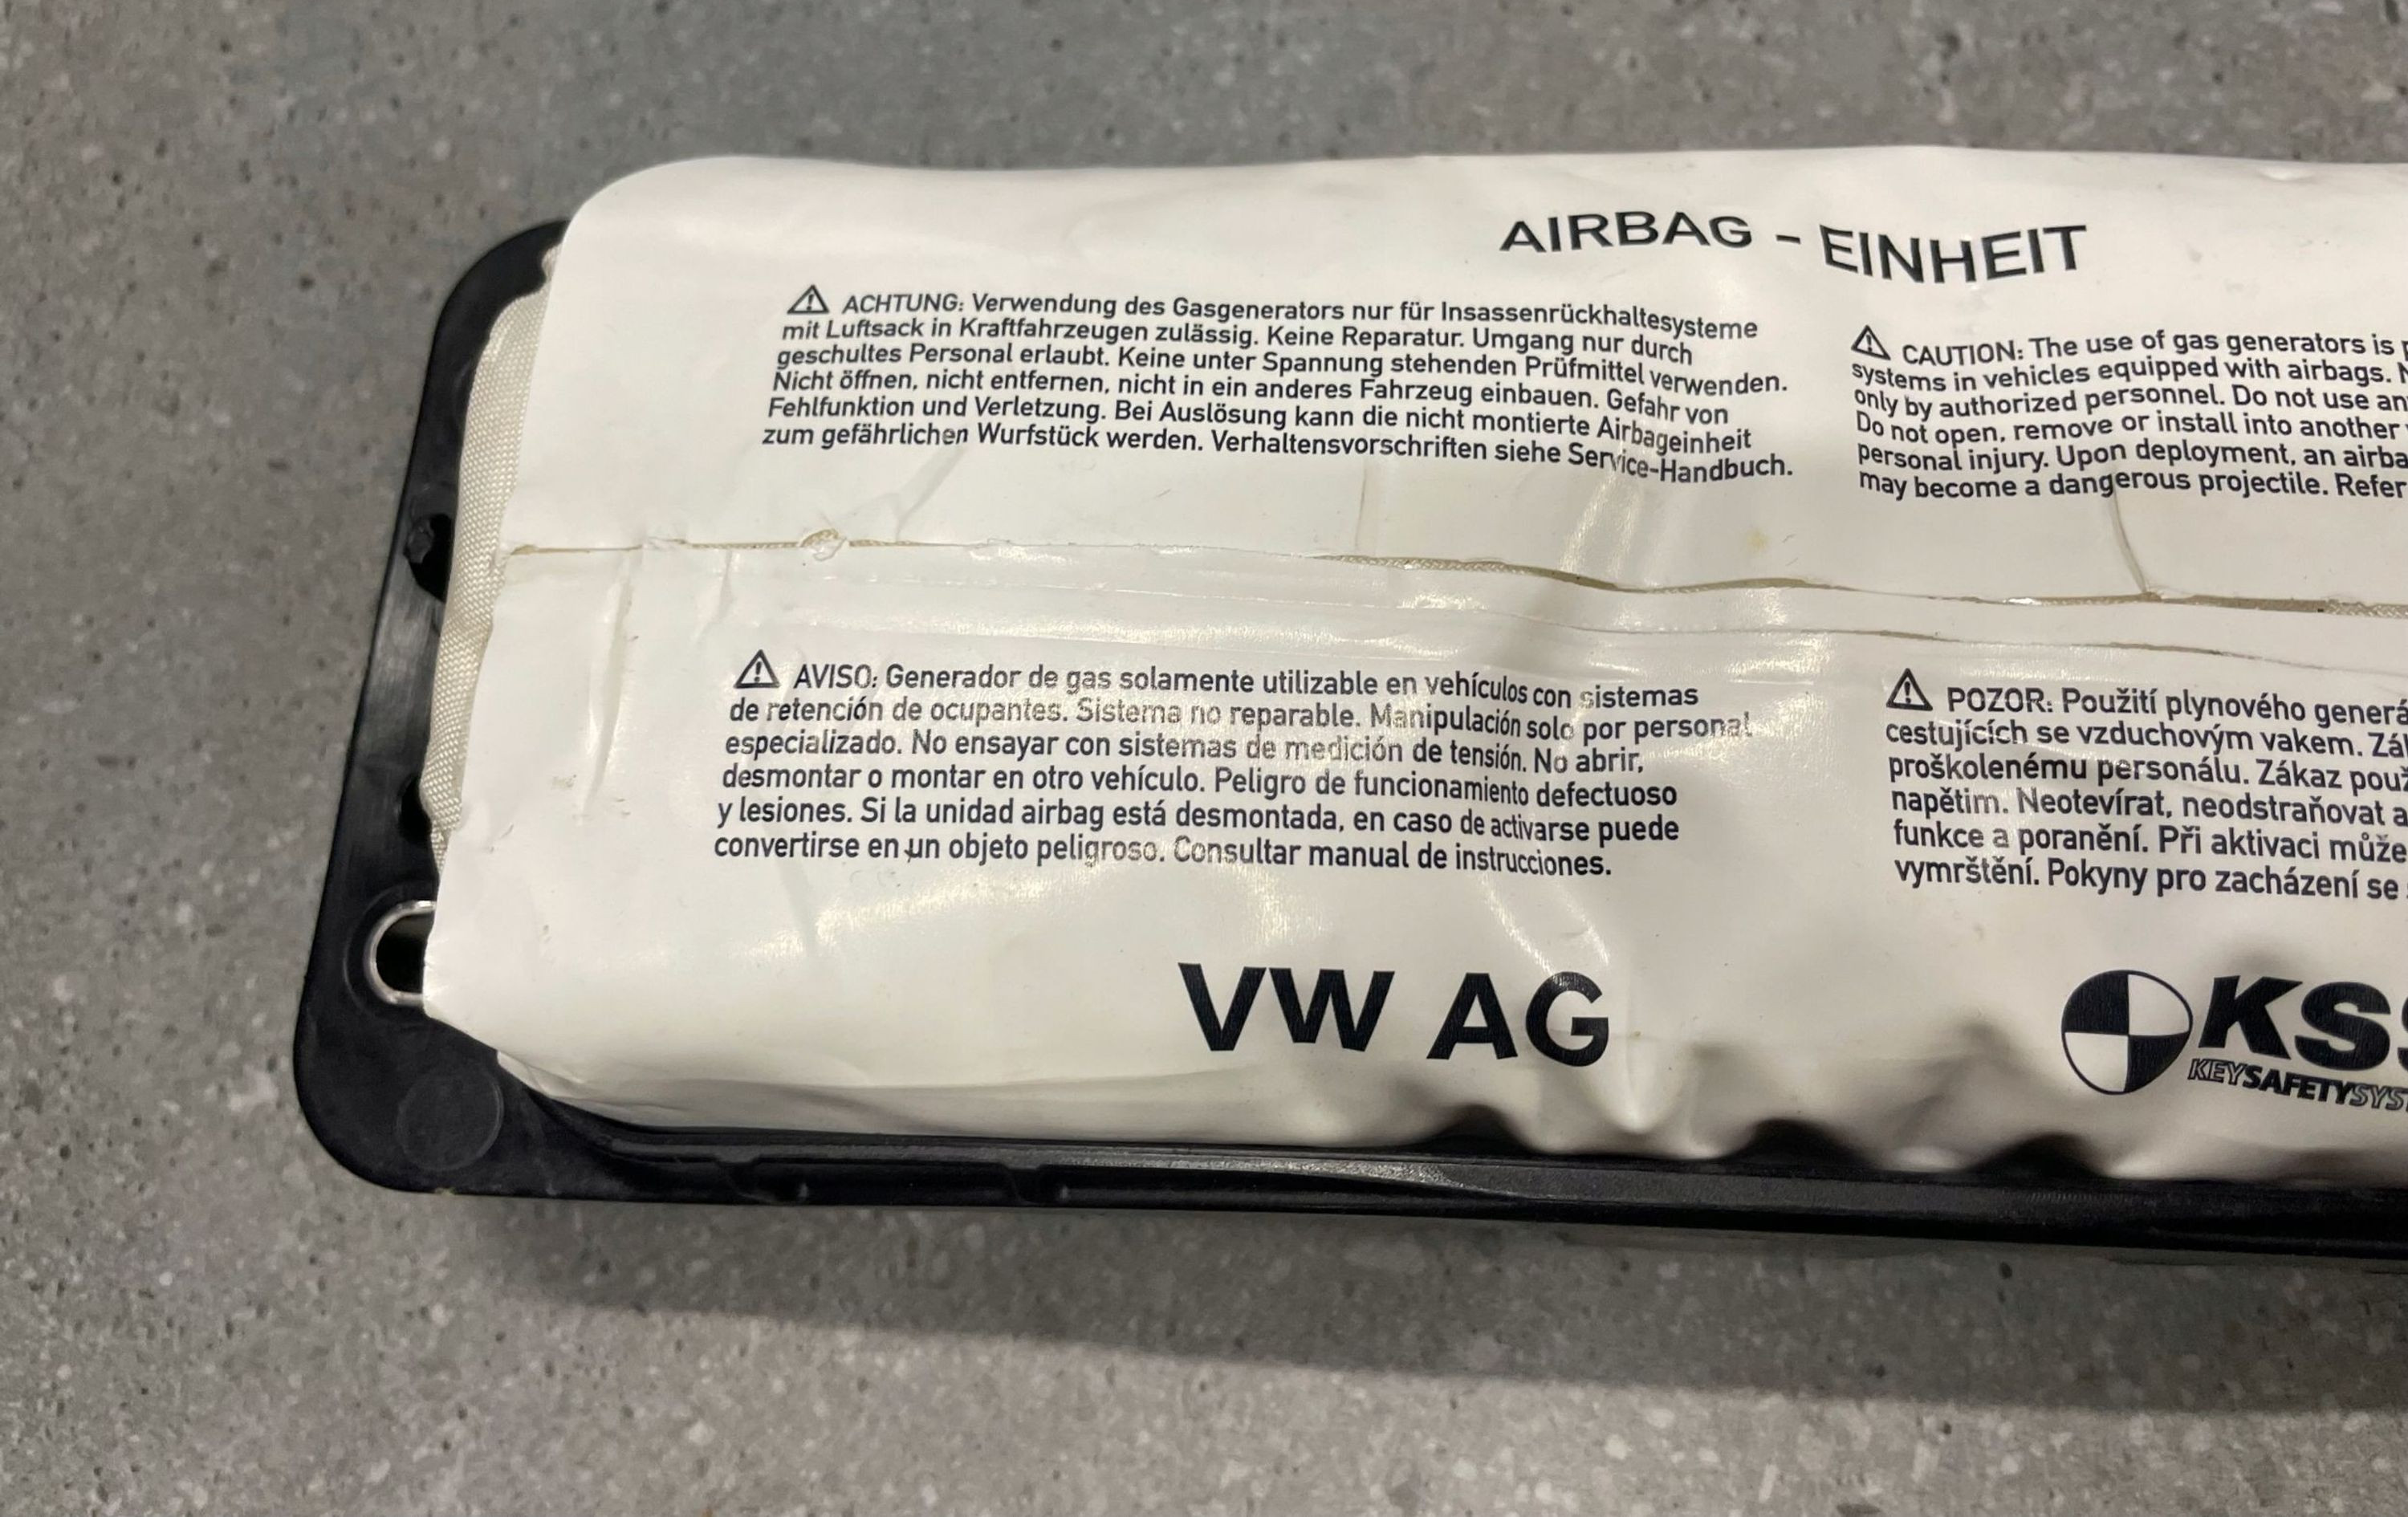 AIRBAG - EINHEIT
⚠ ACHTUNG: Verwendung des Gasgenerators nur für Insassenrückhaltesysteme
mit Luftsack in Kraftfahrzeugen zulässig. Keine Reparatur. Umgang nur durch
geschultes Personal erlaubt. Keine unter Spannung stehenden Prüfmittel verwenden.
Nicht öffnen, nicht entfernen, nicht in ein anderes Fahrzeug einbauen. Gefahr von
Fehlfunktion und Verletzung. Bei Auslösung kann die nicht montierte Airbageinheit
zum gefährlichen Wurfstück werden. Verhaltensvorschriften siehe Service-Handbuch.
⚠ CAUTION: The use of gas generators is
systems in vehicles equipped with airbags.
only by authorized personnel. Do not use
Do not open, remove or install into another
personal injury. Upon deployment, an
may become a dangerous projectile. Refer
⚠ AVISO: Generador de gas solamente utilizable en vehículos con sistemas
de retención de ocupantes. Sistema no reparable. Manipulación solo por personal
especializado. No ensayar con sistemas de medición de tensión. No abrir,
desmontar o montar en otro vehículo. Peligro de funcionamiento defectuoso
y lesiones. Si la unidad airbag está desmontada, en caso de activarse puede
convertirse en un objeto peligroso. Consultar manual de instrucciones.
⚠ POZOR: Použití plynového
cestujících se vzduchovým vakem.
proškolenému personálu. Zákaz
napětim. Neotevírat, neodstraňovat a
funkce a poranění. Při aktivaci může
vymrštění. Pokyny pro zacházení se
VW AG
KSS
KEYSAFETYSYS